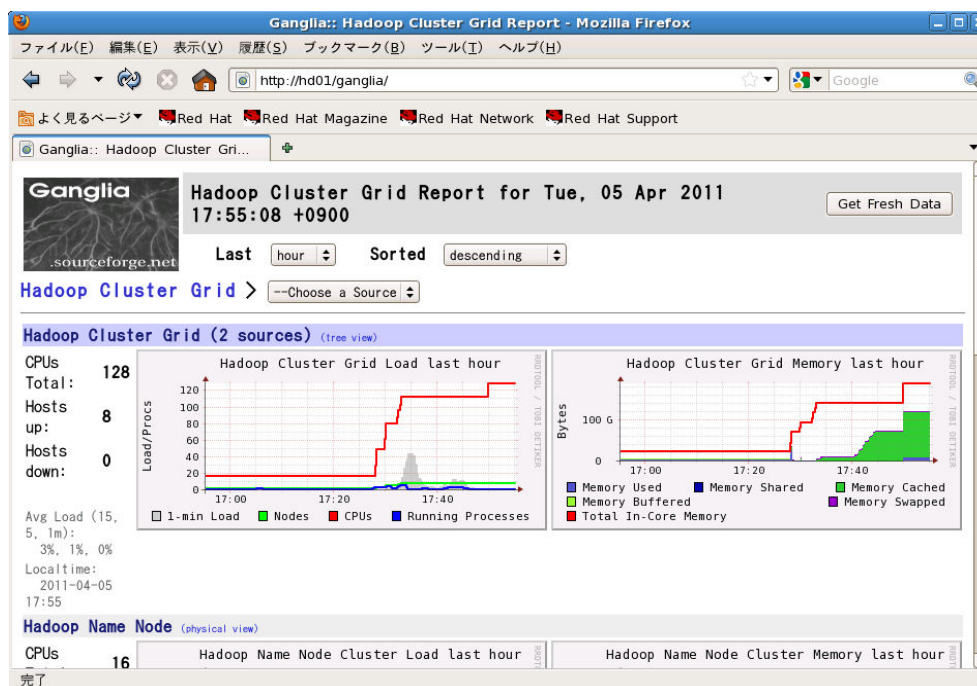 Ganglia:: Hadoop Cluster Grid Report - Mozilla Firefox
ファイル(F) 編集(E) 表示(V) 履歴(S) ブックマーク(B) ツール(T) ヘルプ(H)
http://hd01/ganglia/
Google
よく見るページ Red Hat Red Hat Magazine Red Hat Network Red Hat Support
Ganglia:: Hadoop Cluster Gri...
Ganglia
.sourceforge.net
Hadoop Cluster Grid Report for Tue, 05 Apr 2011
17:55:08 +0900
Get Fresh Data
Last hour Sorted descending
Hadoop Cluster Grid > --Choose a Source
Hadoop Cluster Grid (2 sources) (tree view)
CPUs
Total: 128
Hosts
up: 8
Hosts
down: 0
Avg Load (15,
5, 1m):
3%, 1%, 0%
Localtime:
2011-04-05
17:55
Hadoop Cluster Grid Load last hour
RRDTOOL / TOBI OETIKER
Load/Procs
120
100
80
60
40
20
0
17:00 17:20 17:40
1-min Load Nodes CPUs Running Processes
Hadoop Cluster Grid Memory last hour
RRDTOOL / TOBI OETIKER
Bytes
100 G
0
17:00 17:20 17:40
Memory Used Memory Shared Memory Cached
Memory Buffered Memory Swapped
Total In-Core Memory
Hadoop Name Node (physical view)
CPUs
16
Hadoop Name Node Cluster Load last hour
Hadoop Name Node Cluster Memory last hour
完了